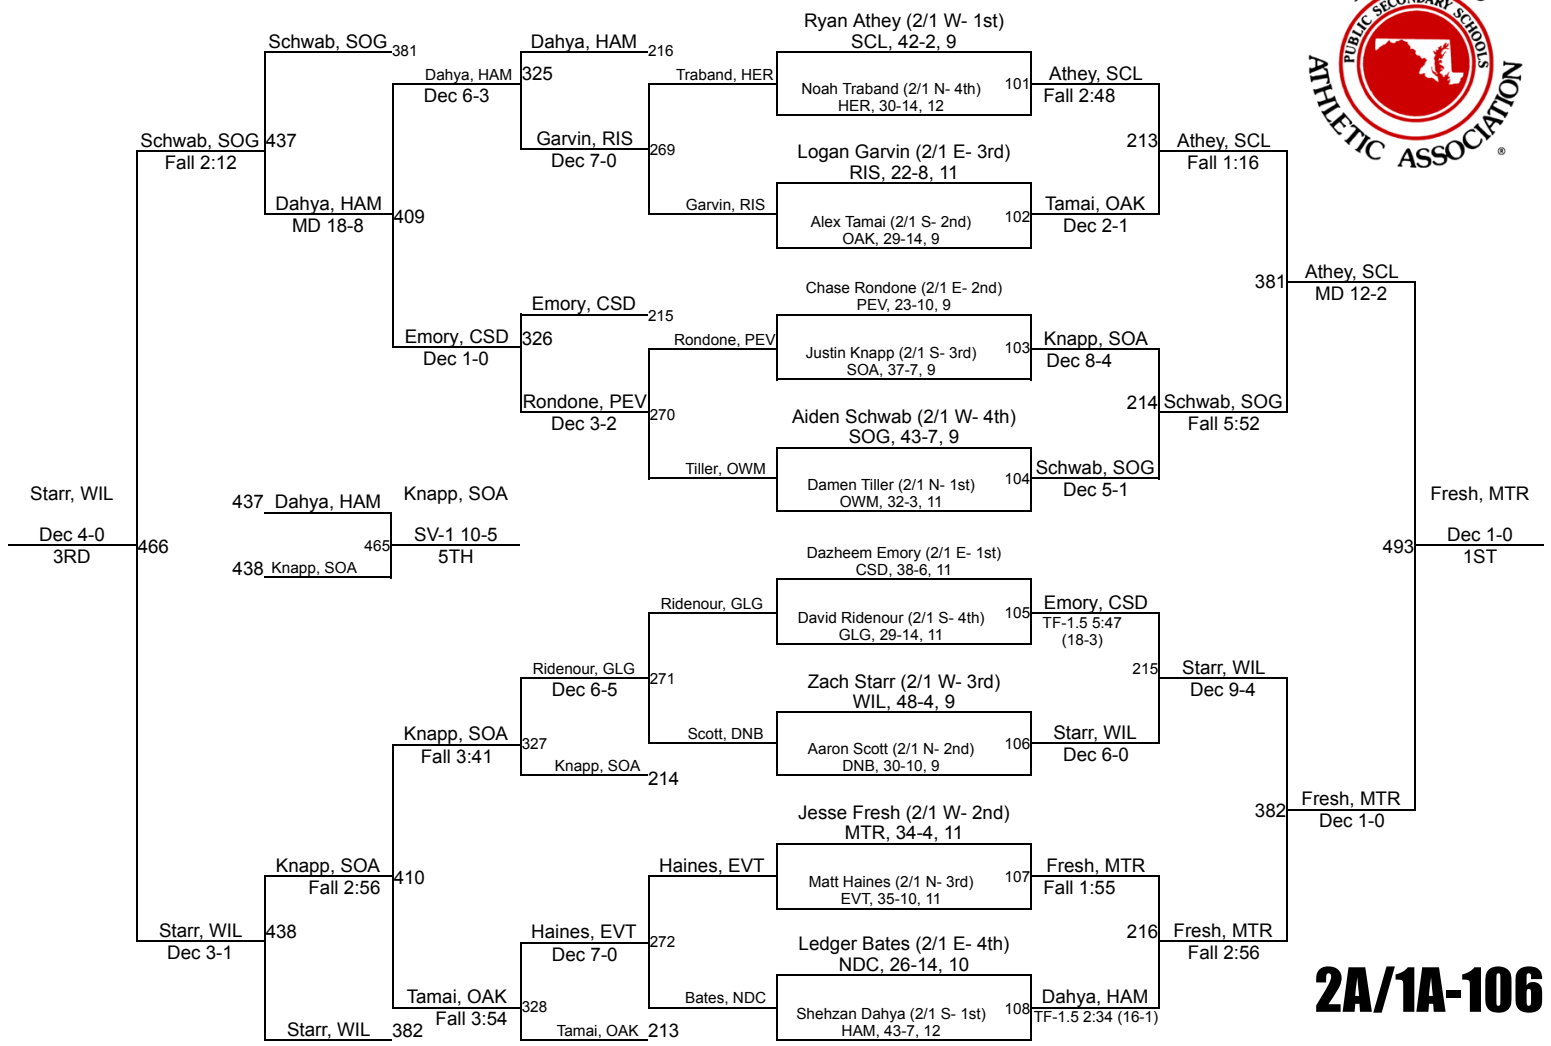 PUBLIC SECONDARY SCHOOLS
ATHLETIC ASSOCIATION
®
Schwab, SOG 381
Dahya, HAM 216
Ryan Athey (2/1 W- 1st)
SCL, 42-2, 9
Dahya, HAM 325
Dec 6-3
Traband, HER
Noah Traband (2/1 N- 4th)
HER, 30-14, 12
101
Athey, SCL
Fall 2:48
Schwab, SOG 437
Fall 2:12
Garvin, RIS
Dec 7-0
269
Logan Garvin (2/1 E- 3rd)
RIS, 22-8, 11
213
Athey, SCL
Fall 1:16
Dahya, HAM
MD 18-8
409
Garvin, RIS
Alex Tamai (2/1 S- 2nd)
OAK, 29-14, 9
102
Tamai, OAK
Dec 2-1
381
Athey, SCL
MD 12-2
Emory, CSD 215
Chase Rondone (2/1 E- 2nd)
PEV, 23-10, 9
Emory, CSD 326
Dec 1-0
Rondone, PEV
Justin Knapp (2/1 S- 3rd)
SOA, 37-7, 9
103
Knapp, SOA
Dec 8-4
Rondone, PEV
Dec 3-2
270
Aiden Schwab (2/1 W- 4th)
SOG, 43-7, 9
214
Schwab, SOG
Fall 5:52
Tiller, OWM
Damen Tiller (2/1 N- 1st)
OWM, 32-3, 11
104
Schwab, SOG
Dec 5-1
Starr, WIL
Dec 4-0
3RD
466
437 Dahya, HAM
438 Knapp, SOA
465
Knapp, SOA
SV-1 10-5
5TH
493
Fresh, MTR
Dec 1-0
1ST
Dazheem Emory (2/1 E- 1st)
CSD, 38-6, 11
Ridenour, GLG
David Ridenour (2/1 S- 4th)
GLG, 29-14, 11
105
Emory, CSD
TF-1.5 5:47
(18-3)
Ridenour, GLG
Dec 6-5
271
Zach Starr (2/1 W- 3rd)
WIL, 48-4, 9
215
Starr, WIL
Dec 9-4
Knapp, SOA
Fall 3:41
327
Scott, DNB
Aaron Scott (2/1 N- 2nd)
DNB, 30-10, 9
106
Starr, WIL
Dec 6-0
Knapp, SOA 214
382
Fresh, MTR
Dec 1-0
Jesse Fresh (2/1 W- 2nd)
MTR, 34-4, 11
Knapp, SOA
Fall 2:56
410
Haines, EVT
Matt Haines (2/1 N- 3rd)
EVT, 35-10, 11
107
Fresh, MTR
Fall 1:55
Starr, WIL
Dec 3-1
438
Haines, EVT
Dec 7-0
272
Ledger Bates (2/1 E- 4th)
NDC, 26-14, 10
216
Fresh, MTR
Fall 2:56
Tamai, OAK
Fall 3:54
328
Bates, NDC
Shehzan Dahya (2/1 S- 1st)
HAM, 43-7, 12
108
Dahya, HAM
TF-1.5 2:34 (16-1)
Starr, WIL 382
Tamai, OAK 213
2A/1A-106